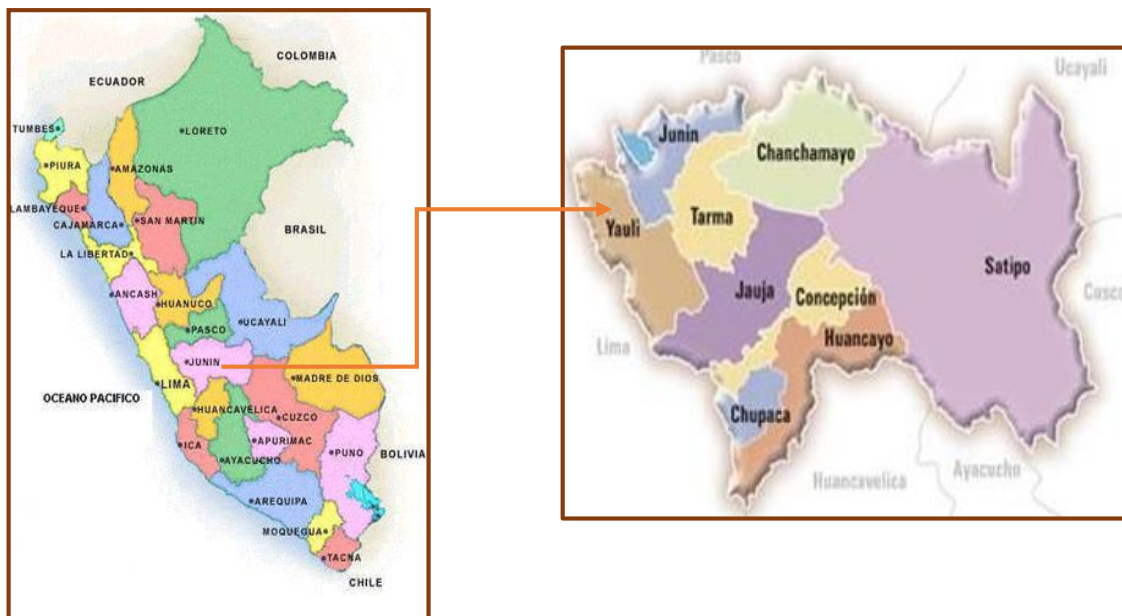 COLOMBIA
ECUADOR
TUMBES
LORETO
PIURA
AMAZONAS
LAMBAYEQUE
SAN MARTIN
CAJAMARCA
BRASIL
LA LIBERTAD
ANCASH
HUANUCO
UCAYALI
PASCO
JUNIN
LIMA
MADRE DE DIOS
OCEANO PACIFICO
HUANCAVELICA
CUZCO
ICA
APURIMAC
AYACUCHO
PUNO
BOLIVIA
AREQUIPA
MOQUEGUA
TACNA
CHILE
Pasco
Ucayali
Junin
Chanchamayo
Tarma
Yauli
Satipo
Jauja
Concepción
Cusco
Lima
Huancayo
Chupaca
Ayacucho
Huancavelica